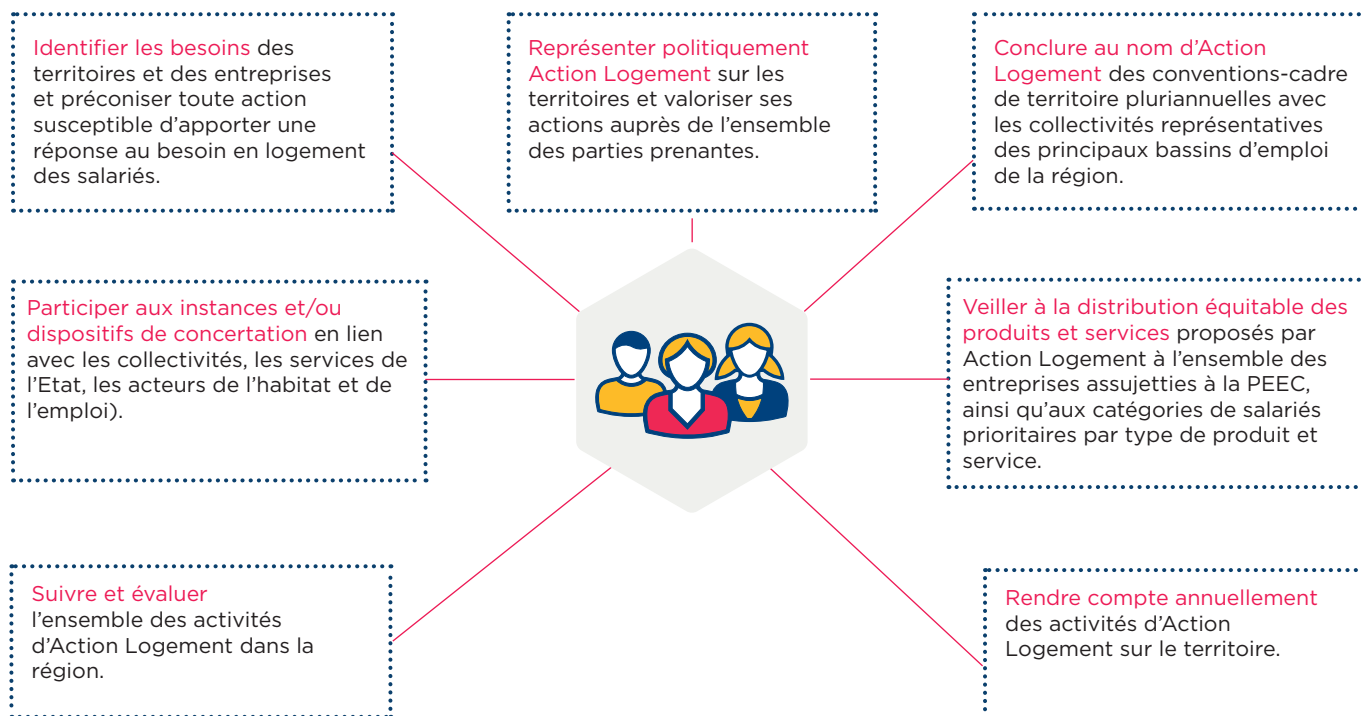 Identifier les besoins des
territoires et des entreprises
et préconiser toute action
susceptible d’apporter une
réponse au besoin en logement
des salariés.
Représenter politiquement
Action Logement sur les
territoires et valoriser ses
actions auprès de l’ensemble
des parties prenantes.
Conclure au nom d’Action
Logement des conventions-cadre
de territoire pluriannuelles avec
les collectivités représentatives
des principaux bassins d’emploi
de la région.
Participer aux instances et/ou
dispositifs de concertation en lien
avec les collectivités, les services de
l’Etat, les acteurs de l’habitat et de
l’emploi).
Veiller à la distribution équitable des
produits et services proposés par
Action Logement à l’ensemble des
entreprises assujetties à la PEEC,
ainsi qu’aux catégories de salariés
prioritaires par type de produit et
service.
Suivre et évaluer
l’ensemble des activités
d’Action Logement dans la
région.
Rendre compte annuellement
des activités d’Action
Logement sur le territoire.